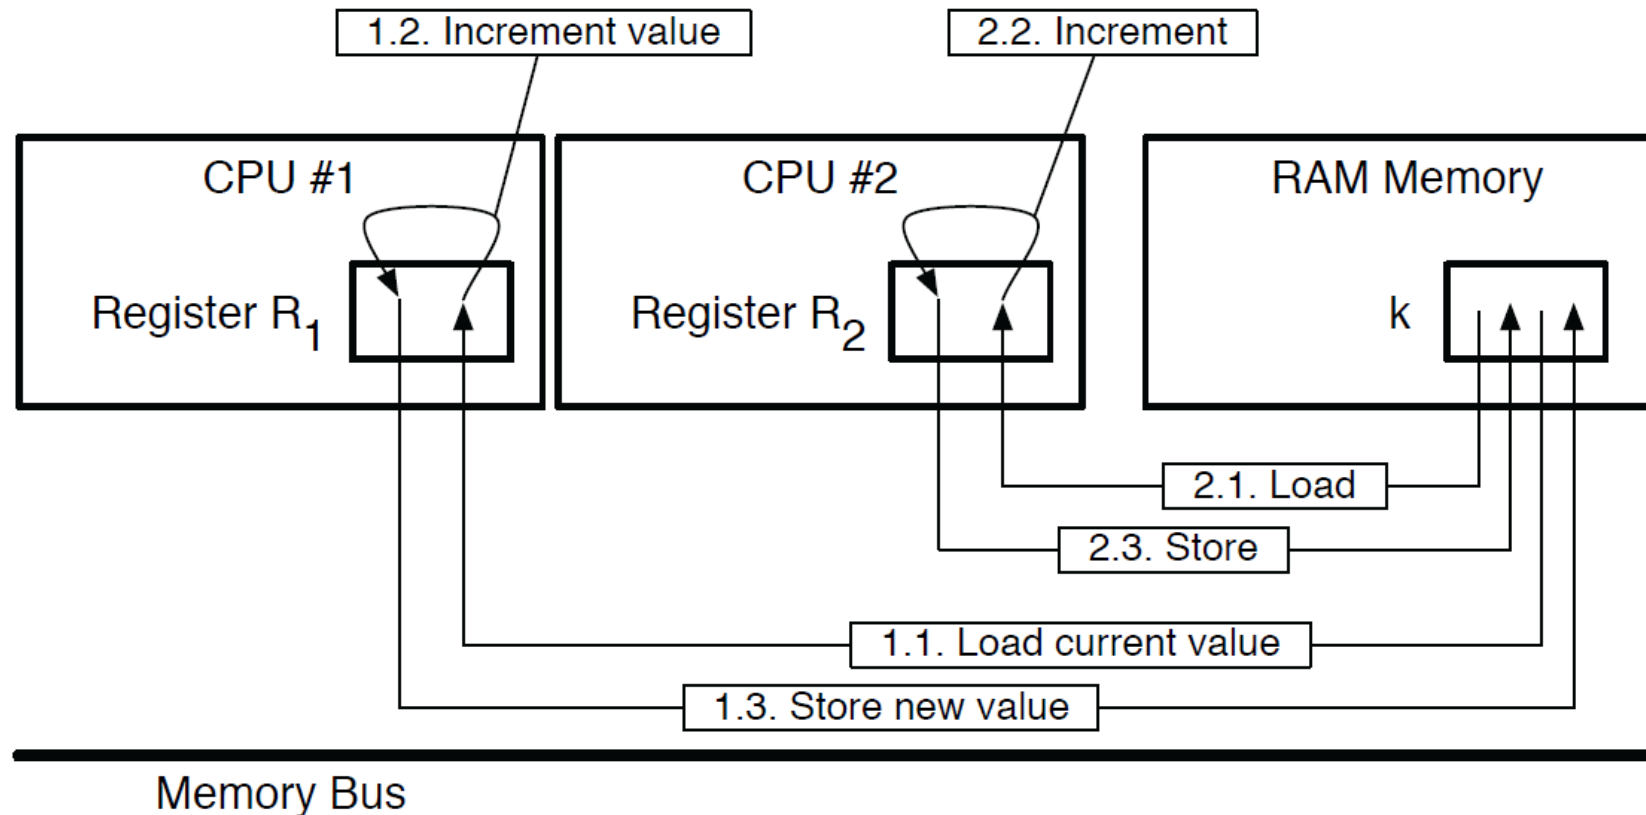 1.2. Increment value
2.2. Increment
CPU #1
CPU #2
RAM Memory
Register R1
Register R2
k
2.1. Load
2.3. Store
1.1. Load current value
1.3. Store new value
Memory Bus